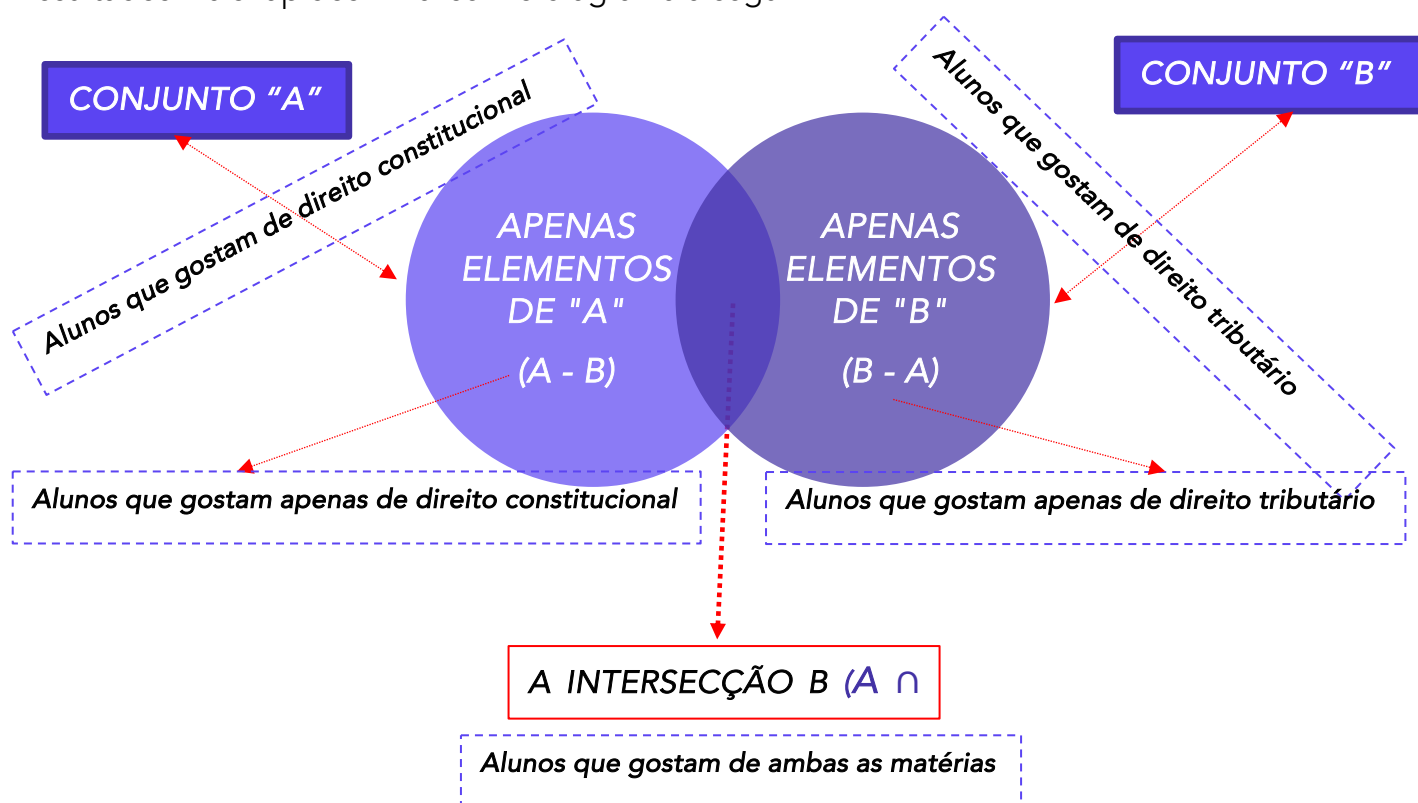 CONJUNTO “A”
CONJUNTO “B”
Alunos que gostam de direito constitucional
Alunos que gostam de direito tributário
APENAS
ELEMENTOS
DE "A"
(A - B)
APENAS
ELEMENTOS
DE "B"
(B - A)
Alunos que gostam apenas de direito constitucional
Alunos que gostam apenas de direito tributário
A INTERSECÇÃO B (A ∩
Alunos que gostam de ambas as matérias